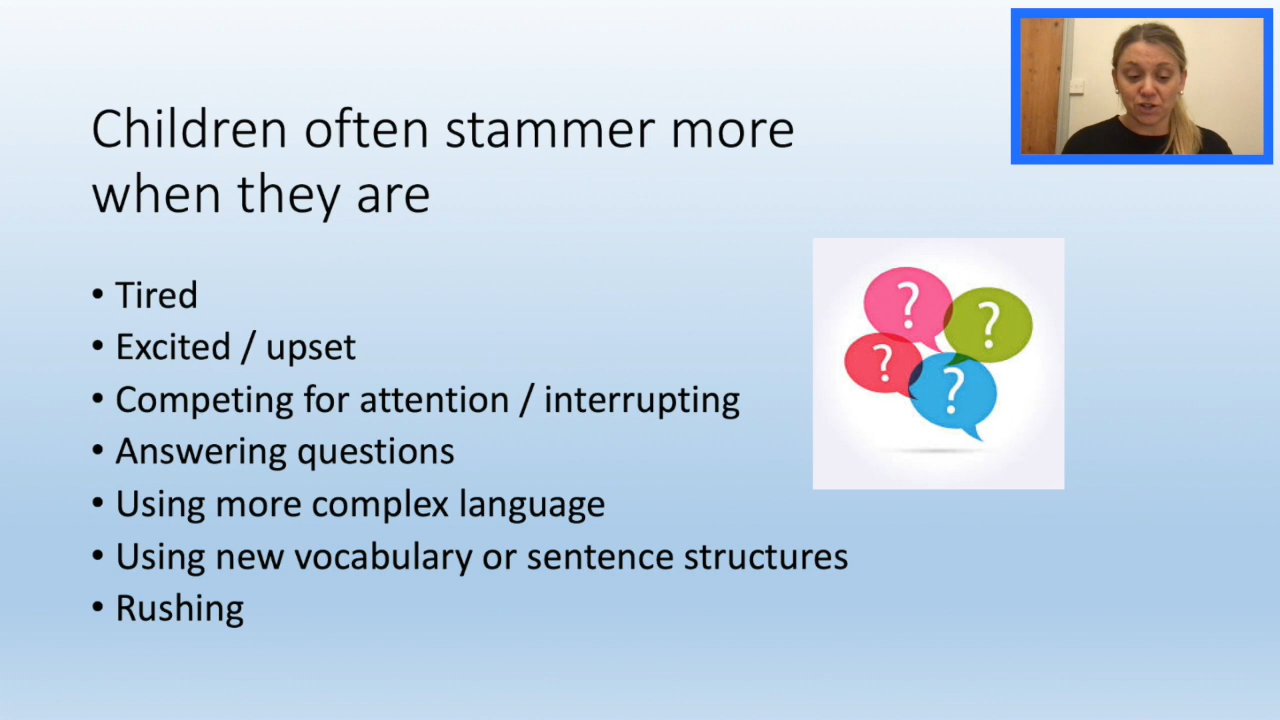 Children often stammer more
when they are
• Tired
• Excited / upset
• Competing for attention / interrupting
• Answering questions
• Using more complex language
• Using new vocabulary or sentence structures
• Rushing
? ?
? ?